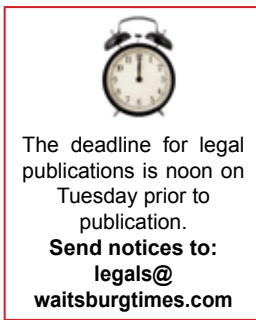 The deadline for legal
publications is noon on
Tuesday prior to
publication.
Send notices to:
legals@
waitsburgtimes.com